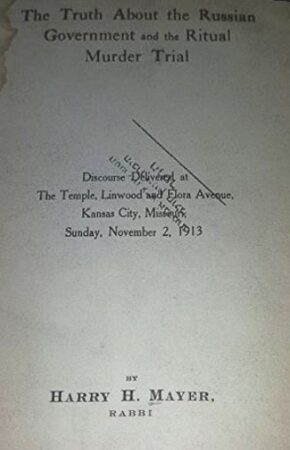 The Truth About the Russian
Government and the Ritual
Murder Trial
Discourse Delivered at
The Temple, Linwood and Flora Avenue,
Kansas City, Missouri,
Sunday, November 2, 1913
BY
HARRY H. MAYER,
RABBI